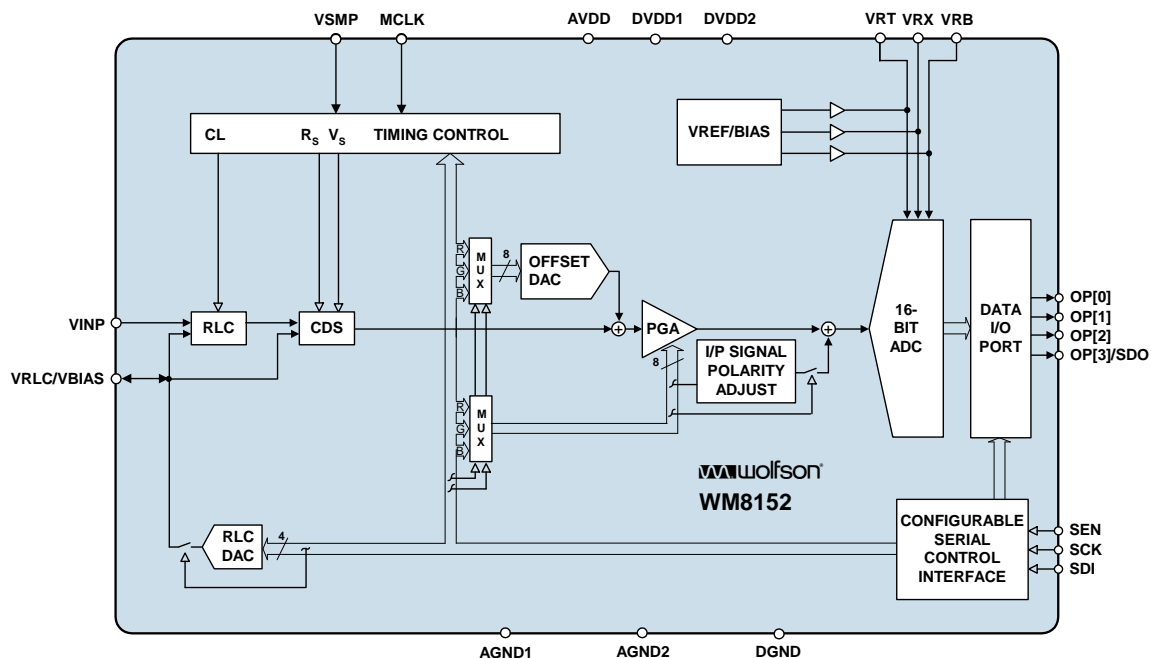 VSMP MCLK AVDD DVDD1 DVDD2 VRT VRX VRB
CL RS VS TIMING CONTROL
VREF/BIAS
R
G
B
MUX
8
OFFSET
DAC
VINP
RLC
CDS
PGA
8
I/P SIGNAL
POLARITY
ADJUST
16-
BIT
ADC
DATA
I/O
PORT
OP[0]
OP[1]
OP[2]
OP[3]/SDO
VRLC/VBIAS
R
G
B
MUX
wolfson®
WM8152
RLC
DAC
4
CONFIGURABLE
SERIAL
CONTROL
INTERFACE
SEN
SCK
SDI
AGND1 AGND2 DGND